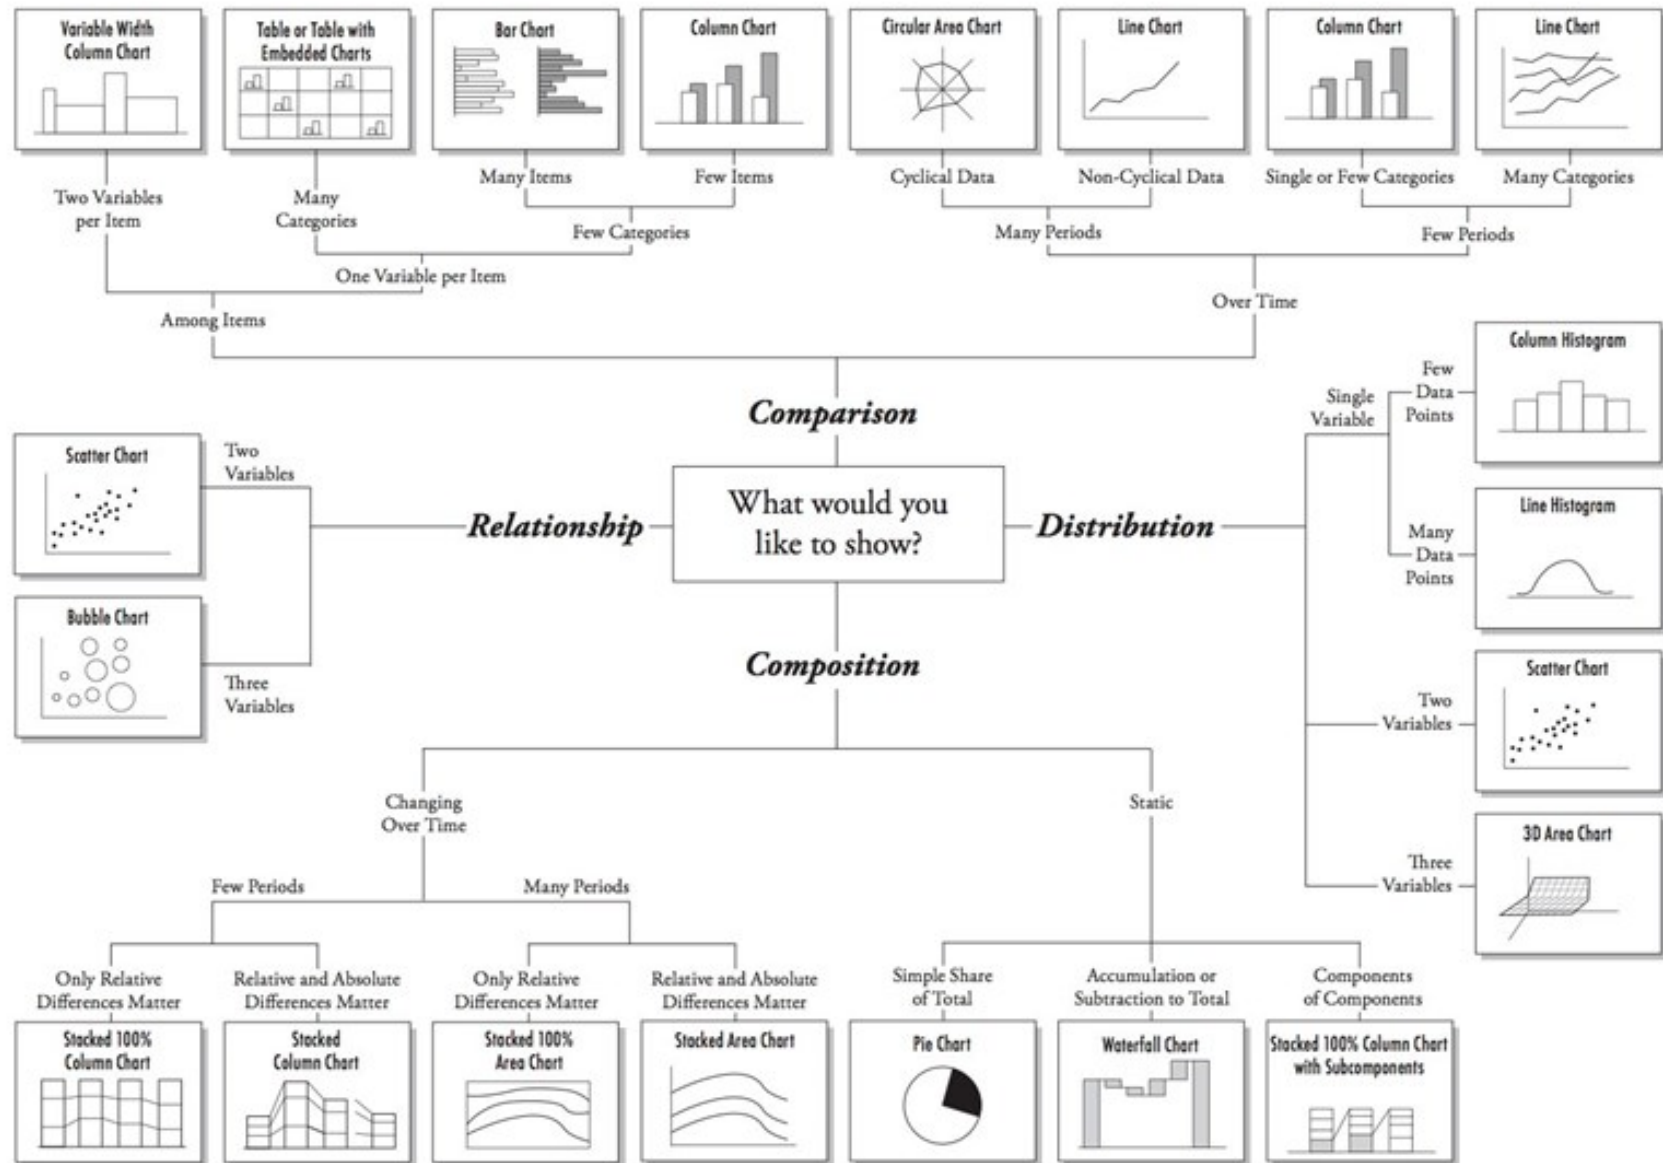 Variable Width
Column Chart
Table or Table with
Embedded Charts
Bar Chart
Column Chart
Circular Area Chart
Line Chart
Column Chart
Line Chart
Two Variables
per Item
Many
Categories
Many Items
Few Items
Cyclical Data
Non-Cyclical Data
Single or Few Categories
Many Categories
Few Categories
Many Periods
Few Periods
One Variable per Item
Among Items
Over Time
Comparison
Relationship
What would you
like to show?
Distribution
Composition
Scatter Chart
Two
Variables
Bubble Chart
Three
Variables
Single
Variable
Few
Data
Points
Column Histogram
Many
Data
Points
Line Histogram
Two
Variables
Scatter Chart
Three
Variables
3D Area Chart
Changing
Over Time
Static
Few Periods
Many Periods
Only Relative
Differences Matter
Relative and Absolute
Differences Matter
Only Relative
Differences Matter
Relative and Absolute
Differences Matter
Simple Share
of Total
Accumulation or
Subtraction to Total
Components
of Components
Stacked 100%
Column Chart
Stacked
Column Chart
Stacked 100%
Area Chart
Stacked Area Chart
Pie Chart
Waterfall Chart
Stacked 100% Column Chart
with Subcomponents